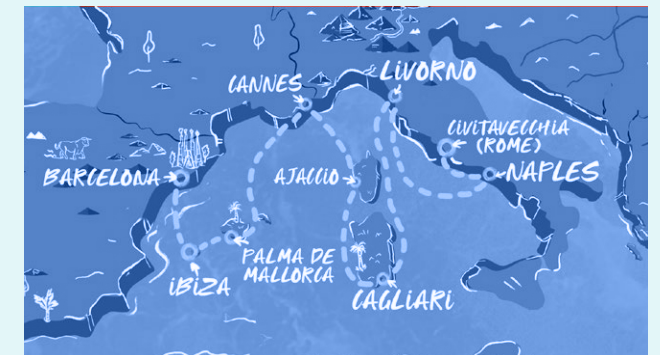 CANNES
LIVORNO
CIVITAVECCHIA
(ROME)
BARCELONA
AJACCIO
NAPLES
PALMA DE
MALLORCA
IBIZA
CAGLIARI